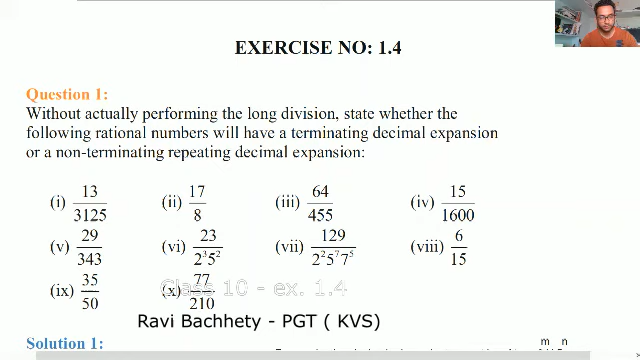 EXERCISE NO: 1.4
Question 1:
Without actually performing the long division, state whether the
following rational numbers will have a terminating decimal expansion
or a non-terminating repeating decimal expansion:
(i) 13/3125 (ii) 17/8 (iii) 64/455 (iv) 15/1600
(v) 29/343 (vi) 23/2³5² (vii) 129/2²5⁷7⁵ (viii) 6/15
(ix) 35/50 (x) 77/210
Class 10 - ex. 1.4
Ravi Bachhety - PGT ( KVS)
Solution 1:
m n